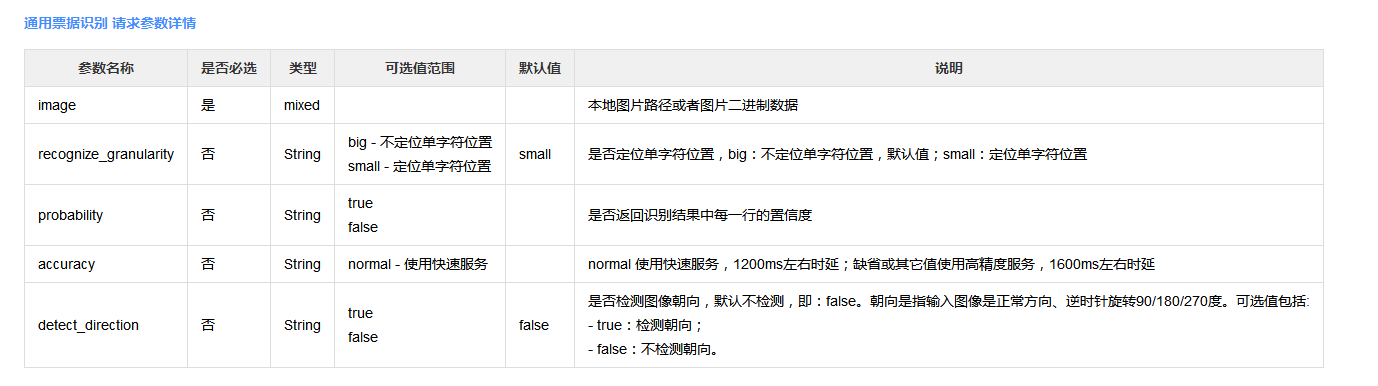 通用票据识别 请求参数详情
参数名称 是否必选 类型 可选值范围 默认值 说明
image 是 mixed 本地图片路径或者图片二进制数据
recognize_granularity 否 String big - 不定位单字符位置
small - 定位单字符位置 small 是否定位单字符位置，big：不定位单字符位置，默认值；small：定位单字符位置
probability 否 String true
false 是否返回识别结果中每一行的置信度
accuracy 否 String normal - 使用快速服务 normal 使用快速服务，1200ms左右时延；缺省或其它值使用高精度服务，1600ms左右时延
detect_direction 否 String true
false false 是否检测图像朝向，默认不检测，即：false。朝向是指输入图像是正常方向、逆时针旋转90/180/270度。可选值包括:
- true：检测朝向；
- false：不检测朝向。